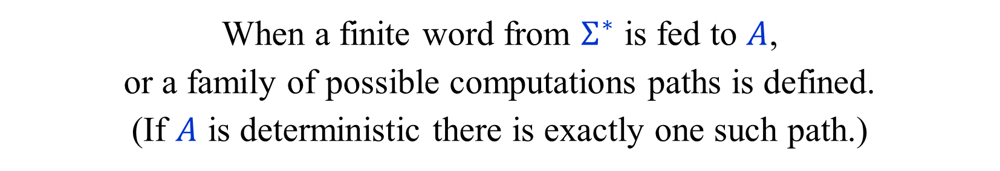 When a finite word from Σ* is fed to A,
or a family of possible computations paths is defined.
(If A is deterministic there is exactly one such path.)